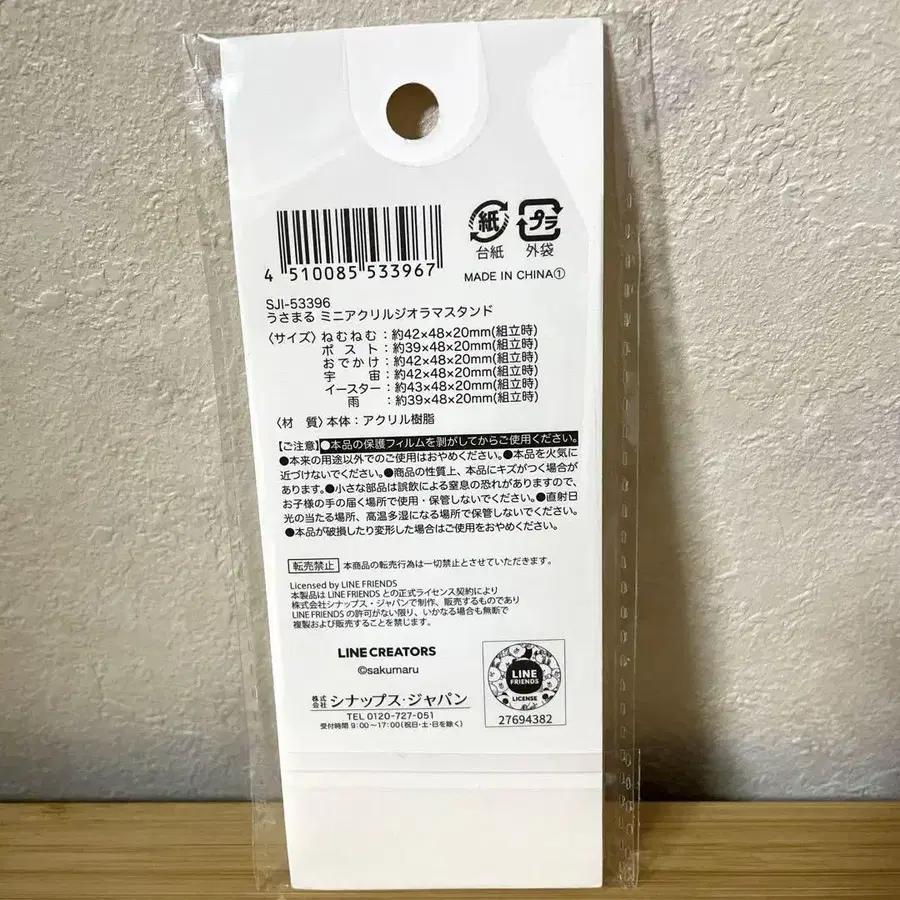 紙
プラ
台紙 外袋
4 510085 533967
MADE IN CHINA①
SJI-53396
うさまる ミニアクリルジオラマスタンド
〈サイズ〉ねむねむ：約42×48×20mm(組立時)
ポスト：約39×48×20mm(組立時)
おでかけ：約42×48×20mm(組立時)
宇宙：約42×48×20mm(組立時)
イースター：約43×48×20mm(組立時)
雨：約39×48×20mm(組立時)
〈材 質〉本体：アクリル樹脂
【ご注意】●本品の保護フィルムを剥がしてからご使用ください。
●本来の用途以外でのご使用はおやめください。●本品を火気に
近づけないでください。●商品の性質上、本品にキズがつく場合が
あります。●小さな部品は誤飲による窒息の恐れがありますので、
お子様の手の届く場所で使用・保管しないでください。●直射日
光の当たる場所、高温多湿になる場所で保管しないでください。
●本品が破損したり変形した場合はご使用をおやめください。
転売禁止 本商品の転売行為は一切禁止とさせていただきます。
Licensed by LINE FRIENDS
本製品は LINE FRIENDS との正式ライセンス契約により
株式会社シナップス・ジャパンで制作、販売するものであり
LINE FRIENDS の許可がない限り、いかなる場合も無断で
複製および販売することを禁じます。
LINE CREATORS
©sakumaru
株式会社 シナップス・ジャパン
TEL 0120-727-051
受付時間 9:00〜17:00(祝日・土・日を除く)
LINE
FRIENDS
LICENSE
27694382